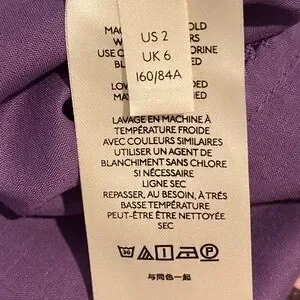 US 2
UK 6
160/84A
LAVAGE EN MACHINE À
TEMPÉRATURE FROIDE
AVEC COULEURS SIMILAIRES
UTILISER UN AGENT DE
BLANCHIMENT SANS CHLORE
SI NÉCESSAIRE
LIGNE SEC
REPASSER, AU BESOIN, À TRÉS
BASSE TEMPÉRATURE
PEUT-ÊTRE ÊTRE NETTOYÉE
SEC
30
P
与同色一起